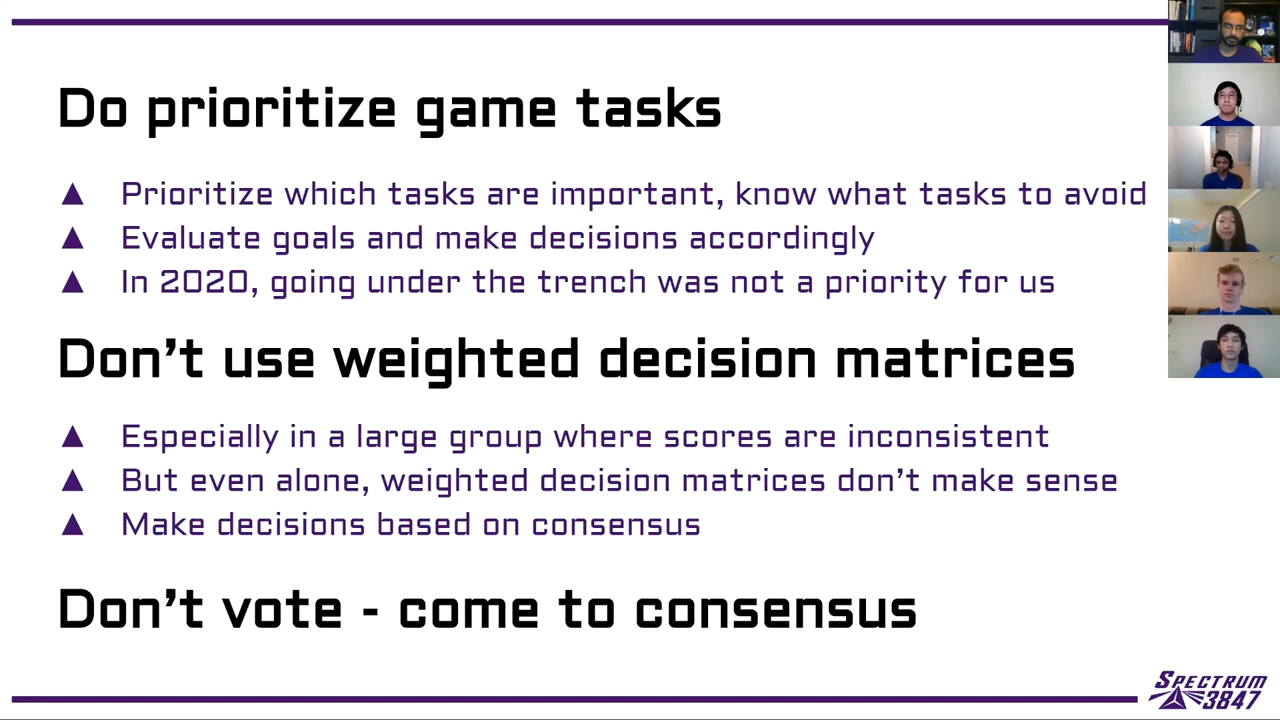 Do prioritize game tasks
▲ Prioritize which tasks are important, know what tasks to avoid
▲ Evaluate goals and make decisions accordingly
▲ In 2020, going under the trench was not a priority for us
Don't use weighted decision matrices
▲ Especially in a large group where scores are inconsistent
▲ But even alone, weighted decision matrices don't make sense
▲ Make decisions based on consensus
Don't vote - come to consensus
SPECTRUM
3847